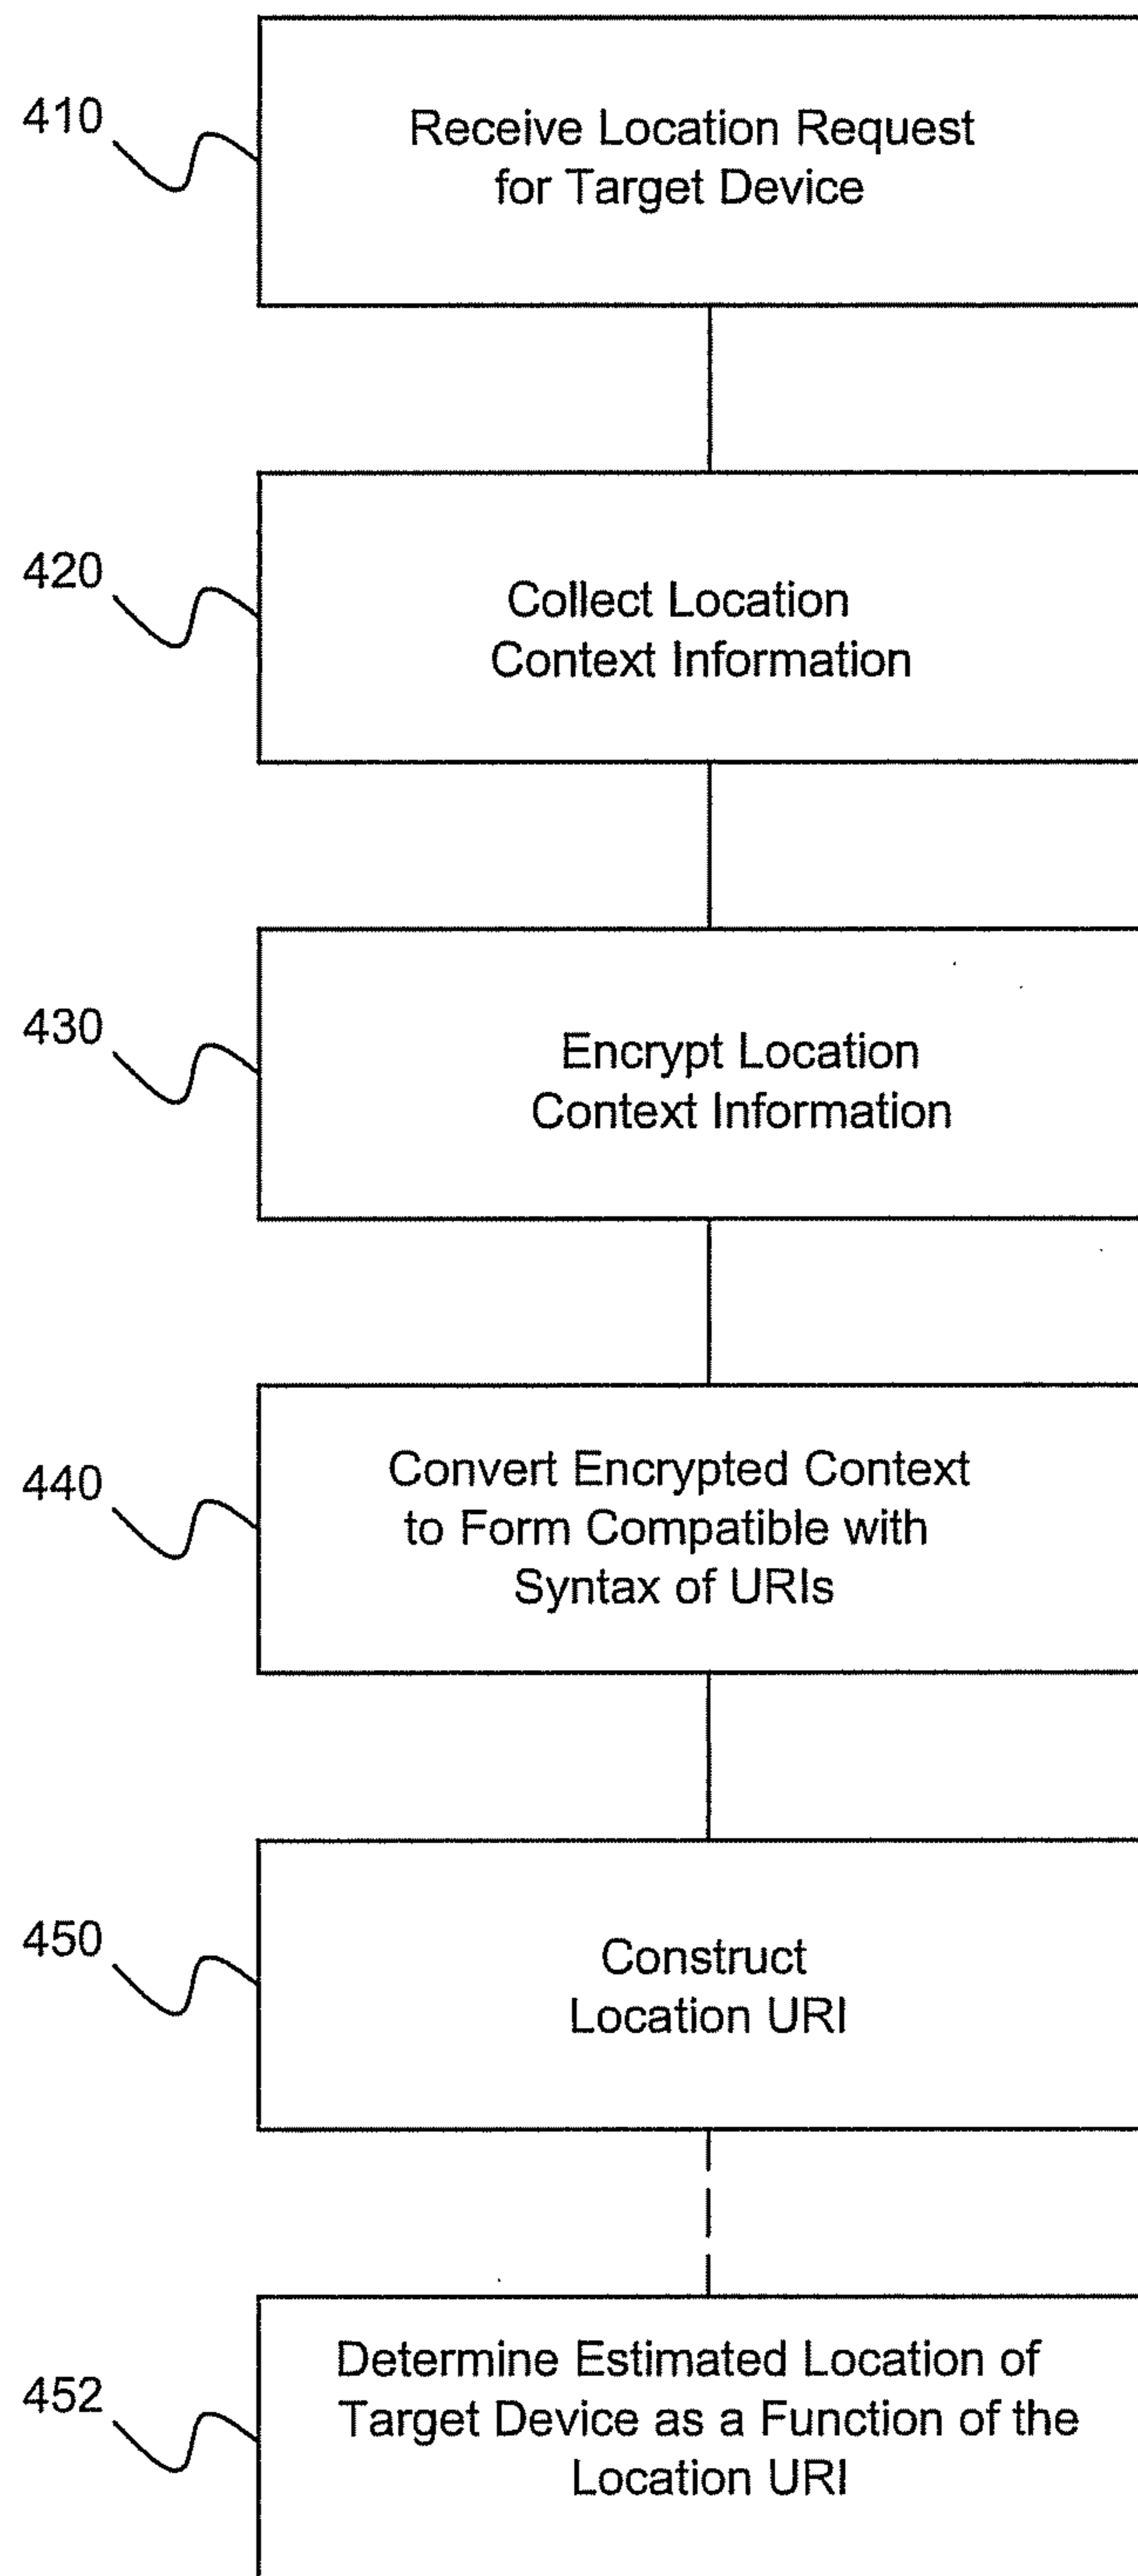 410
Receive Location Request
for Target Device
420
Collect Location
Context Information
430
Encrypt Location
Context Information
440
Convert Encrypted Context
to Form Compatible with
Syntax of URIs
450
Construct
Location URI
452
Determine Estimated Location of
Target Device as a Function of the
Location URI